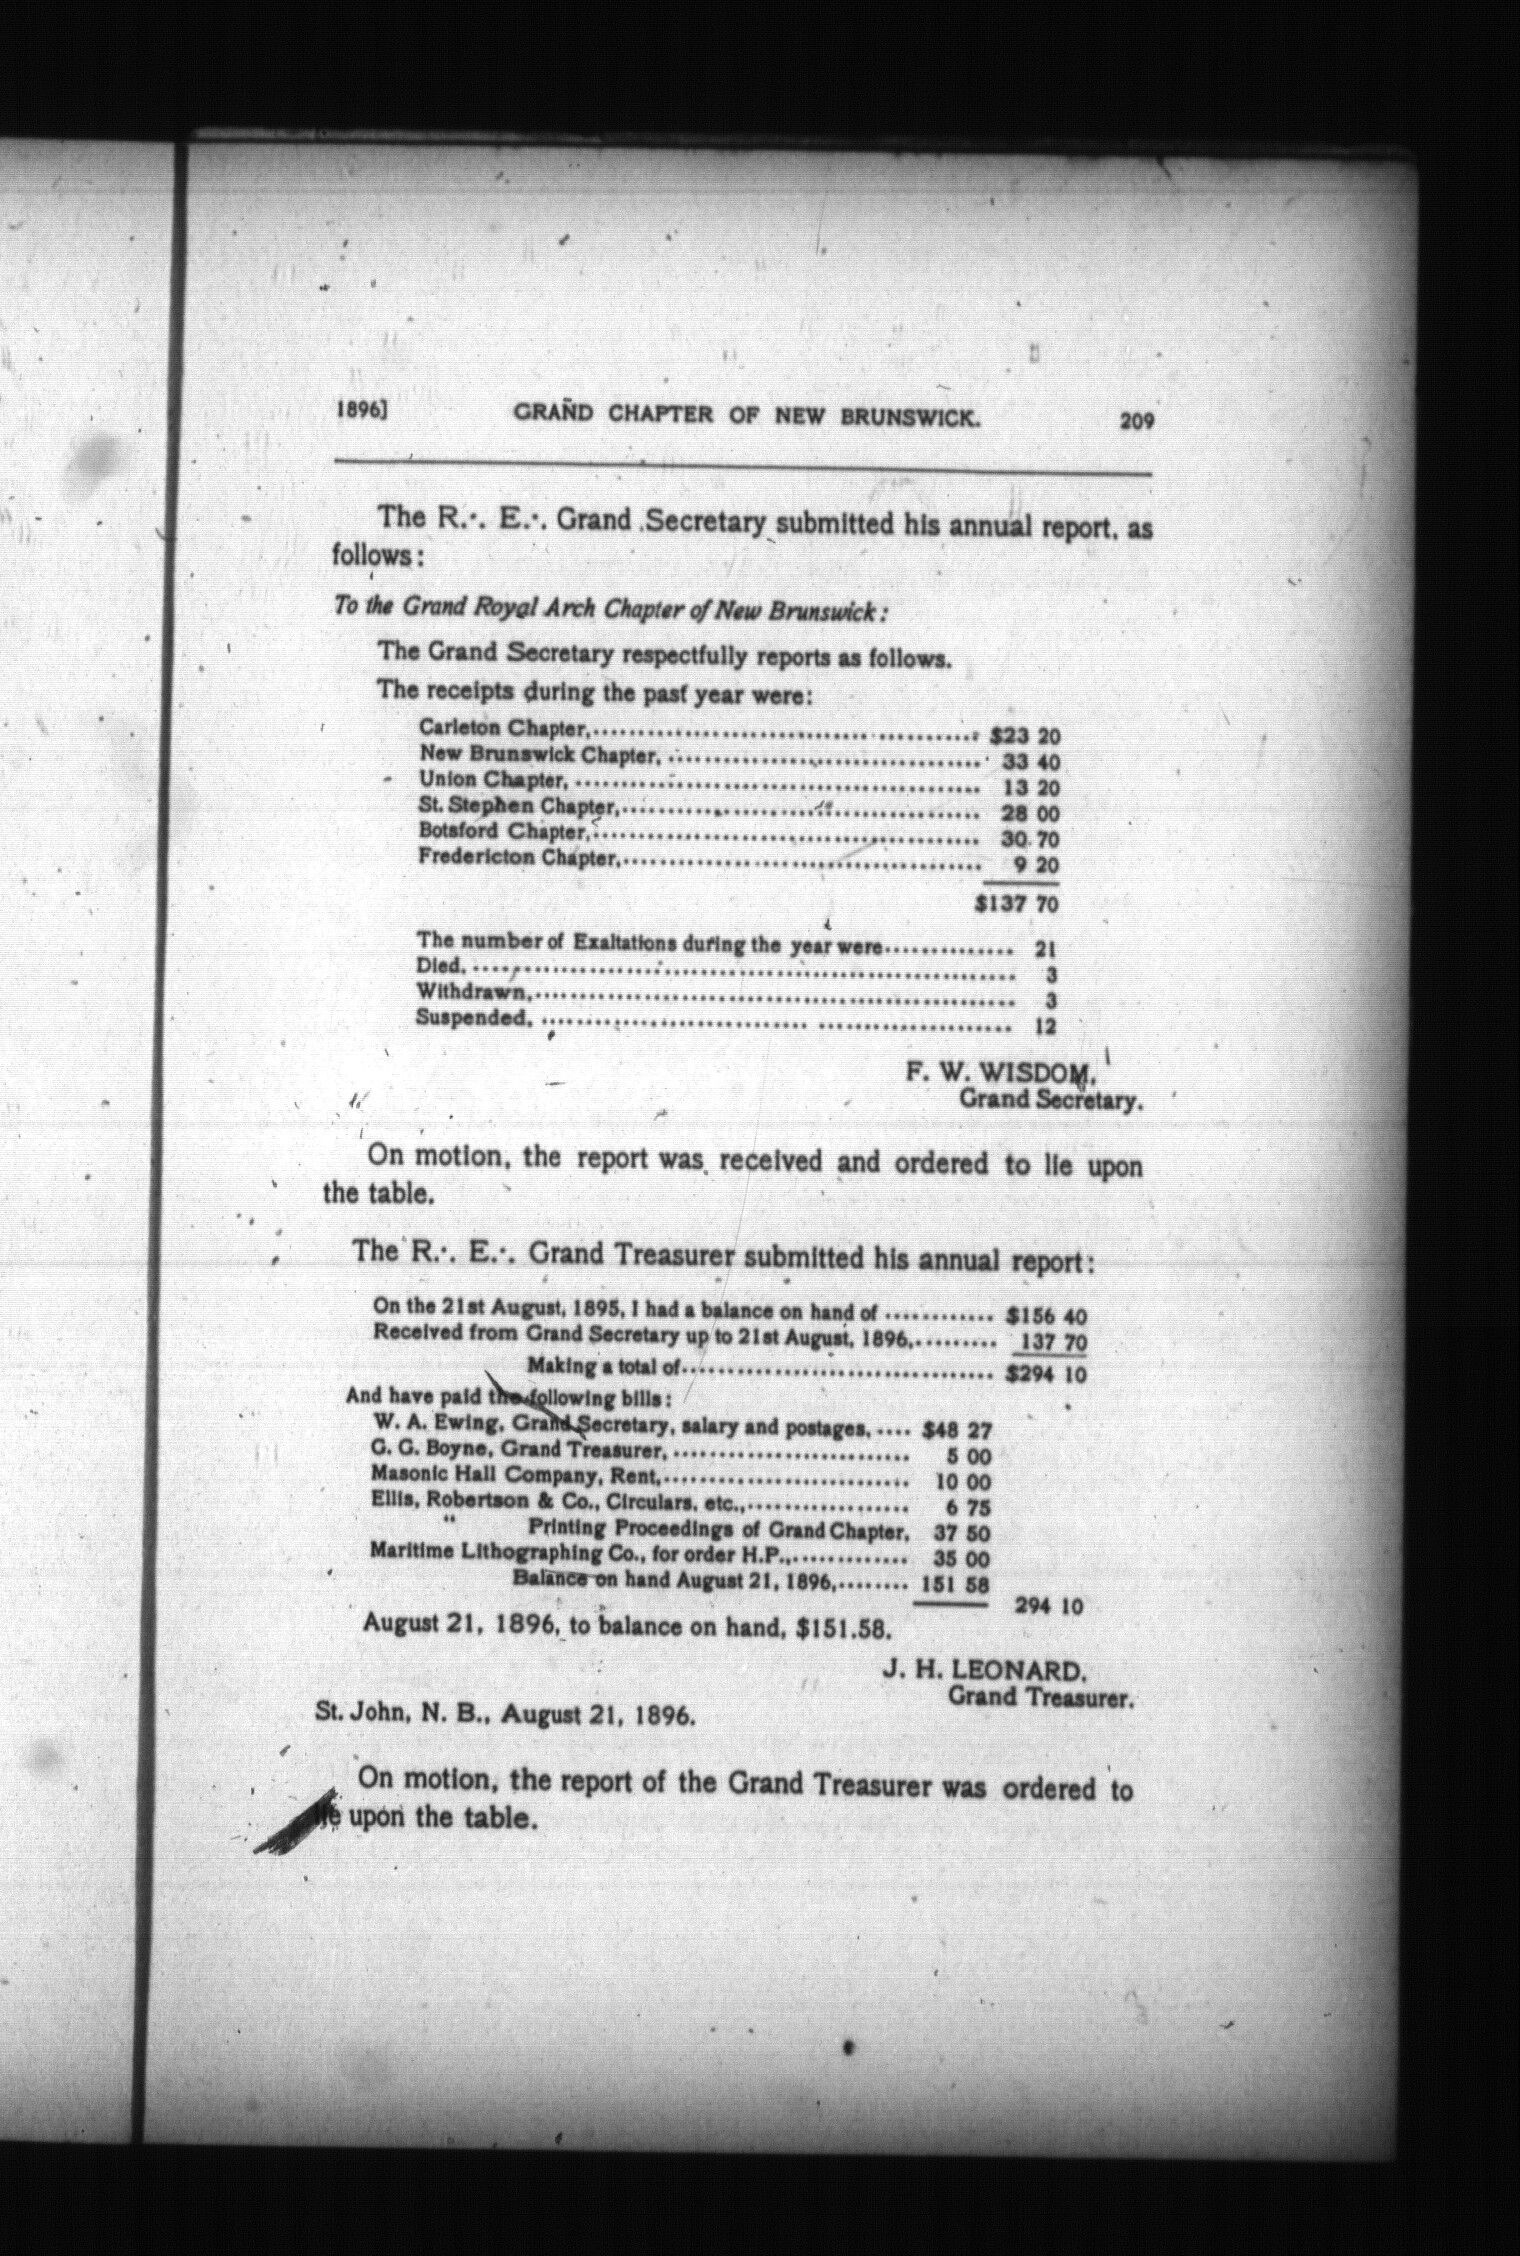 1896] GRAND CHAPTER OF NEW BRUNSWICK. 209
The R.·. E.·. Grand Secretary submitted his annual report, as
follows:
To the Grand Royal Arch Chapter of New Brunswick:
The Grand Secretary respectfully reports as follows.
The receipts during the past year were:
Carleton Chapter, $23 20
New Brunswick Chapter, 33 40
Union Chapter, 13 20
St. Stephen Chapter, 28 00
Botsford Chapter, 30 70
Fredericton Chapter, 9 20
$137 70
The number of Exaltations during the year were 21
Died, 3
Withdrawn, 3
Suspended, 12
F. W. WISDOM,
Grand Secretary.
On motion, the report was received and ordered to lie upon
the table.
The R.·. E.·. Grand Treasurer submitted his annual report:
On the 21st August, 1895, I had a balance on hand of $156 40
Received from Grand Secretary up to 21st August, 1896, 137 70
Making a total of $294 10
And have paid the following bills:
W. A. Ewing, Grand Secretary, salary and postages, $48 27
G. G. Boyne, Grand Treasurer, 5 00
Masonic Hall Company, Rent, 10 00
Ellis, Robertson & Co., Circulars, etc., 6 75
" Printing Proceedings of Grand Chapter, 37 50
Maritime Lithographing Co., for order H.P., 35 00
Balance on hand August 21, 1896, 151 58
294 10
August 21, 1896, to balance on hand, $151.58.
J. H. LEONARD,
Grand Treasurer.
St. John, N. B., August 21, 1896.
On motion, the report of the Grand Treasurer was ordered to
lie upon the table.